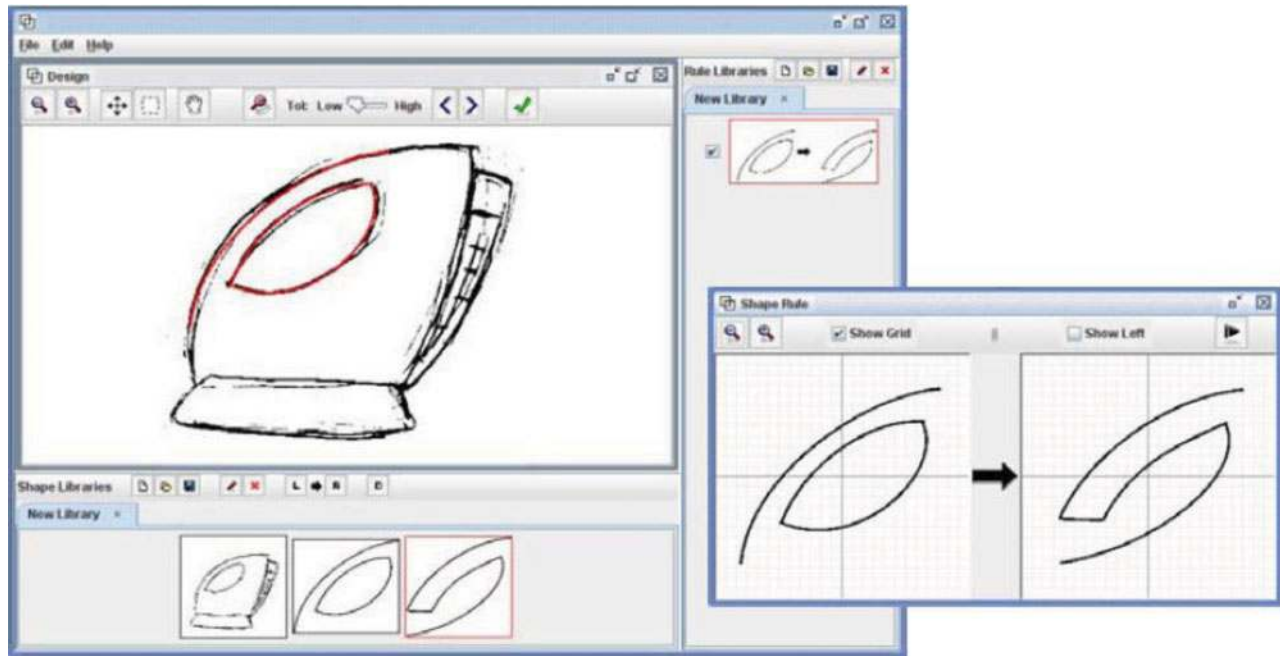 File Edit Help
Design
Tol: Low High
Rule Libraries
New Library ×
Shape Rule
Show Grid
Show Left
Shape Libraries
L R D
New Library ×